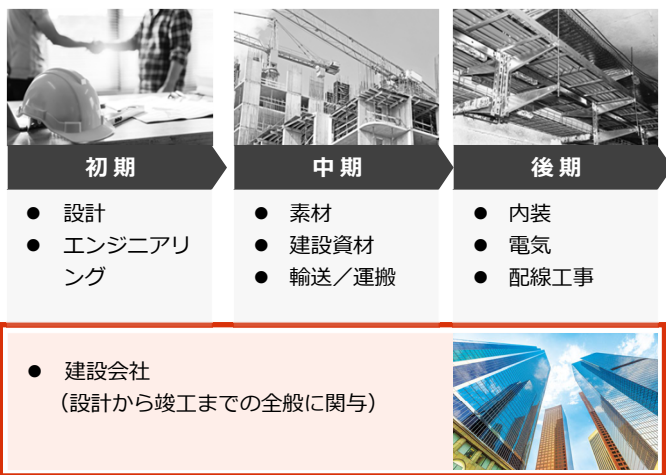 初期
中期
後期
● 設計
● エンジニアリ
ング
● 素材
● 建設資材
● 輸送／運搬
● 内装
● 電気
● 配線工事
● 建設会社
（設計から竣工までの全般に関与）